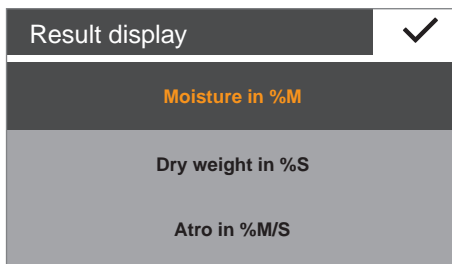 Result display
Moisture in %M
Dry weight in %S
Atro in %M/S